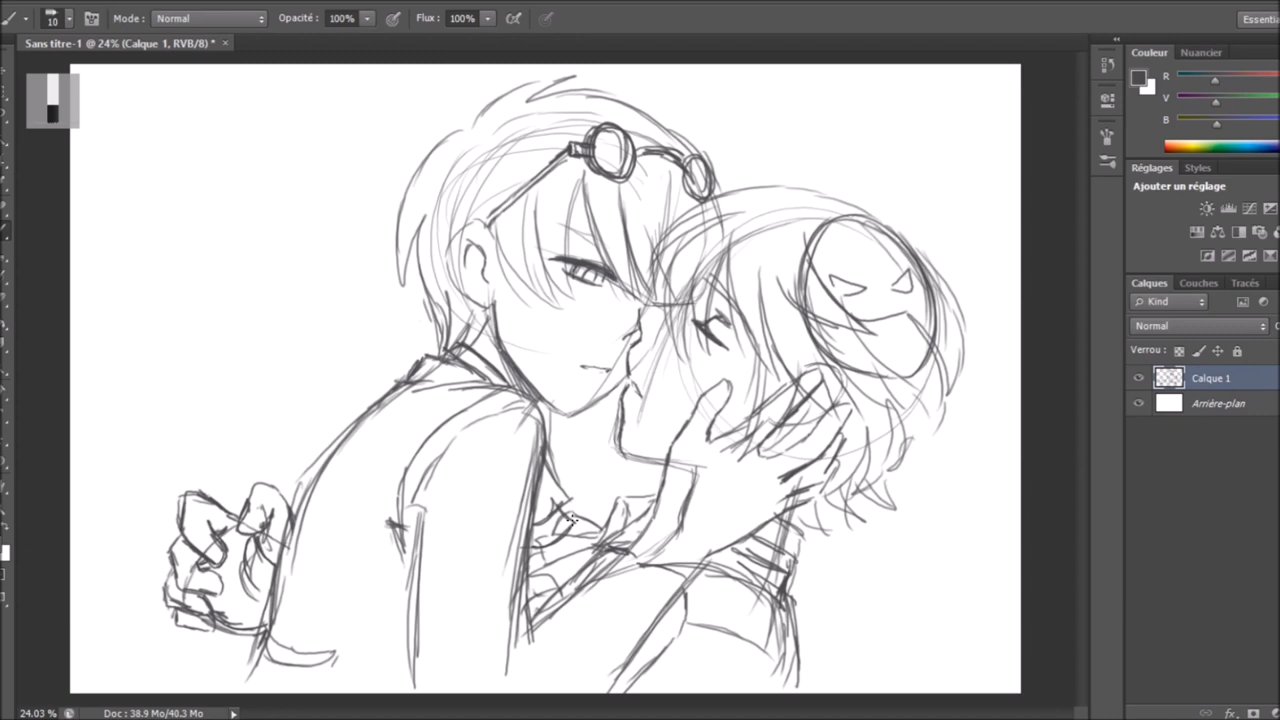 10 Mode : Normal Opacité : 100% Flux : 100% Essentia
Sans titre-1 @ 24% (Calque 1, RVB/8) * ×
Couleur Nuancier
R
V
B
Réglages Styles
Ajouter un réglage
Calques Couches Tracés
Kind
Normal
Verrou :
Calque 1
Arrière-plan
24.03 % Doc : 38.9 Mo/40.3 Mo